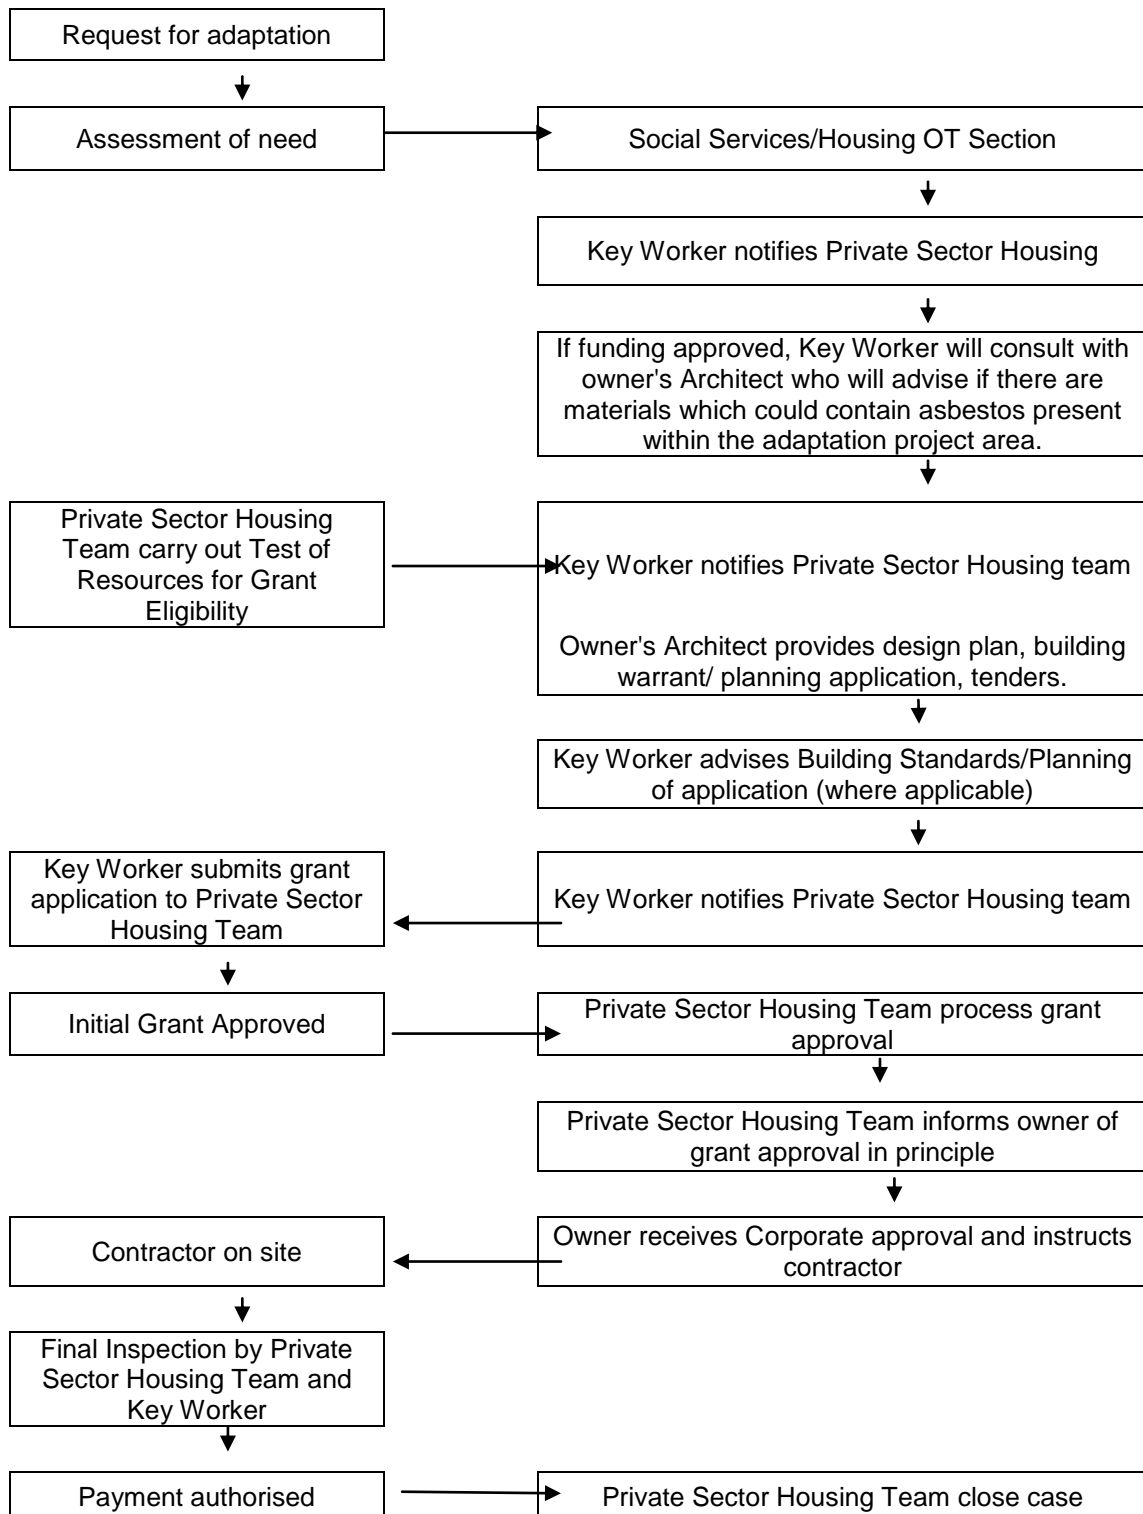 Request for adaptation
Assessment of need
Social Services/Housing OT Section
Key Worker notifies Private Sector Housing
If funding approved, Key Worker will consult with
owner's Architect who will advise if there are
materials which could contain asbestos present
within the adaptation project area.
Private Sector Housing
Team carry out Test of
Resources for Grant
Eligibility
Key Worker notifies Private Sector Housing team
Owner's Architect provides design plan, building
warrant/ planning application, tenders.
Key Worker advises Building Standards/Planning
of application (where applicable)
Key Worker notifies Private Sector Housing team
Key Worker submits grant
application to Private Sector
Housing Team
Initial Grant Approved
Private Sector Housing Team process grant
approval
Private Sector Housing Team informs owner of
grant approval in principle
Owner receives Corporate approval and instructs
contractor
Contractor on site
Final Inspection by Private
Sector Housing Team and
Key Worker
Payment authorised
Private Sector Housing Team close case